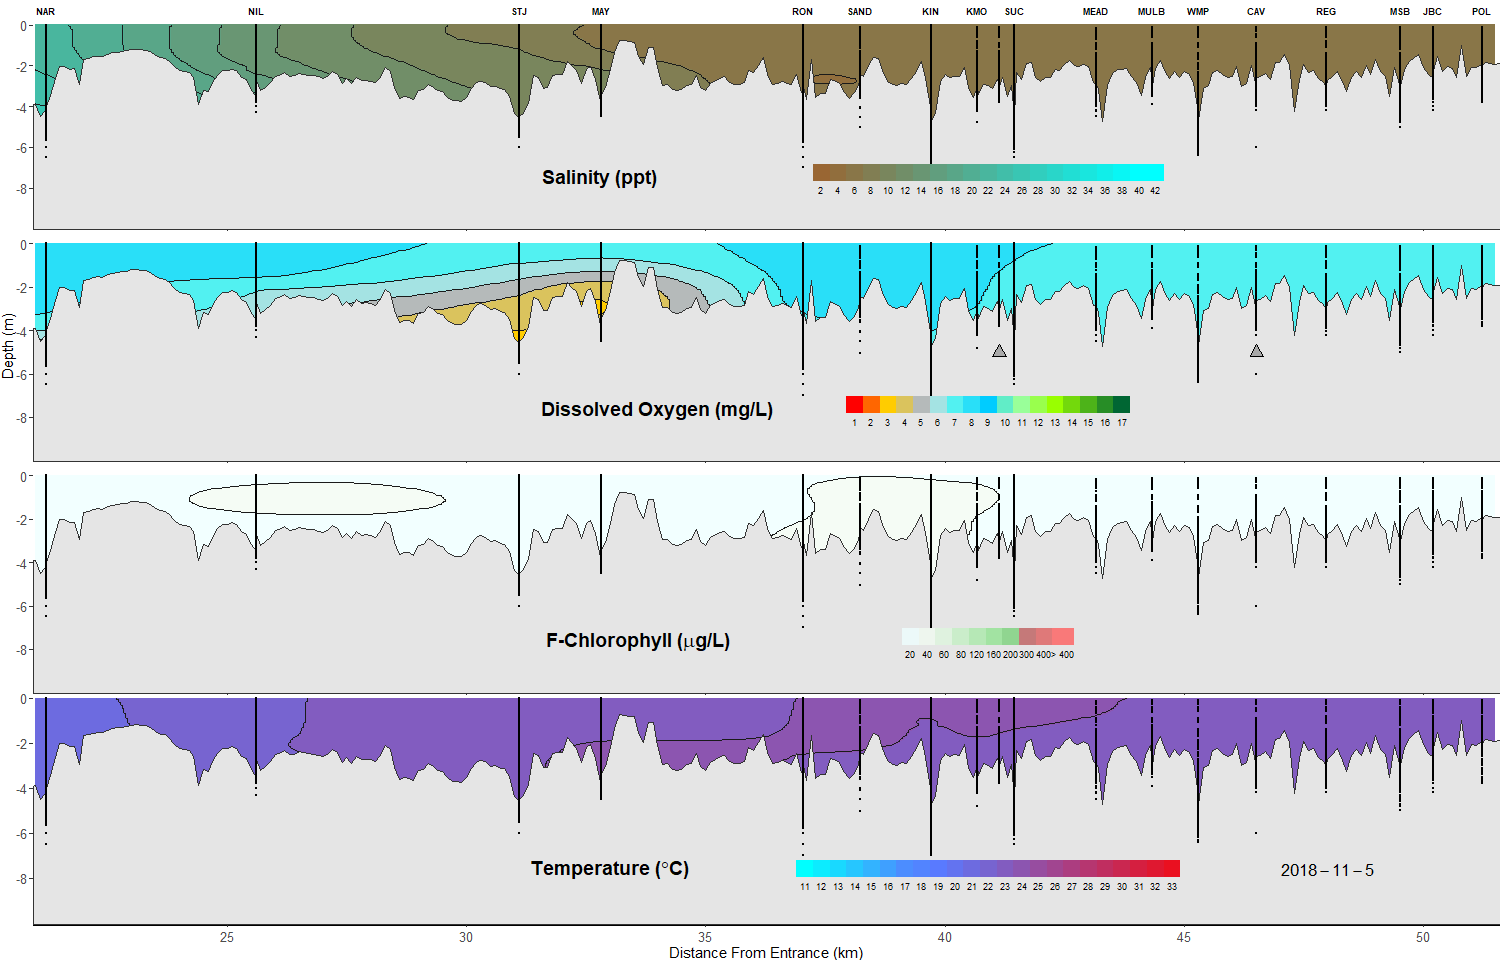 NAR NIL STJ MAY RON SAND KIN KMO SUC MEAD MULB WMP CAV REG MSB JBC POL
0
-2
-4
-6
-8
Salinity (ppt)
2 4 6 8 10 12 14 16 18 20 22 24 26 28 30 32 34 36 38 40 42
0
-2
-4
-6
-8
Depth (m)
Dissolved Oxygen (mg/L)
1 2 3 4 5 6 7 8 9 10 11 12 13 14 15 16 17
0
-2
-4
-6
-8
F-Chlorophyll (μg/L)
20 40 60 80 120 160 200 300 400> 400
0
-2
-4
-6
-8
Temperature (°C)
11 12 13 14 15 16 17 18 19 20 21 22 23 24 25 26 27 28 29 30 31 32 33
2018-11-5
25 30 35 40 45 50
Distance From Entrance (km)